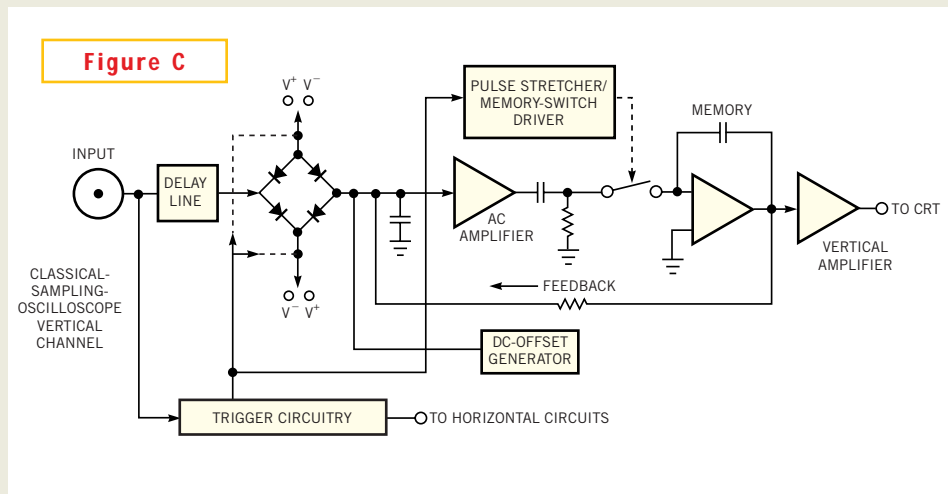 Figure C
V+ V−
PULSE STRETCHER/
MEMORY-SWITCH
DRIVER
MEMORY
INPUT
DELAY
LINE
AC
AMPLIFIER
TO CRT
VERTICAL
AMPLIFIER
CLASSICAL-
SAMPLING-
OSCILLOSCOPE
VERTICAL
CHANNEL
FEEDBACK
V− V+
DC-OFFSET
GENERATOR
TRIGGER CIRCUITRY
TO HORIZONTAL CIRCUITS